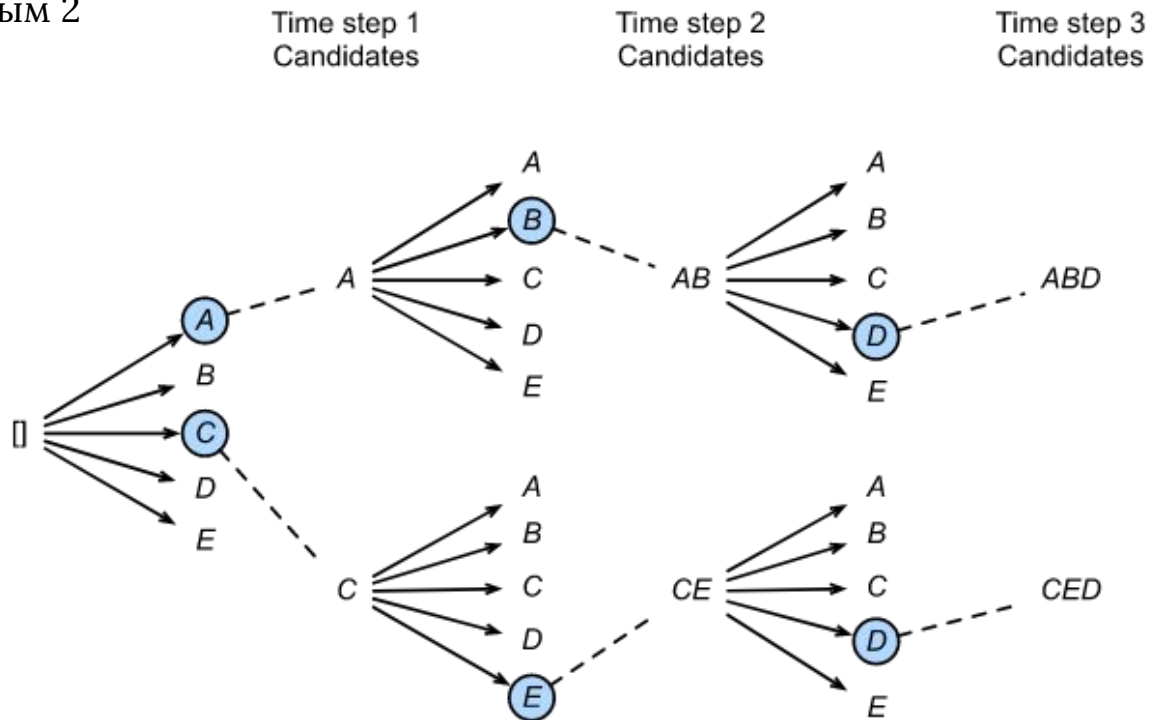 ым 2
Time step 1
Candidates
Time step 2
Candidates
Time step 3
Candidates
[]
A
B
C
D
E
A
A
B
C
D
E
AB
A
B
C
D
E
ABD
C
A
B
C
D
E
CE
A
B
C
D
E
CED